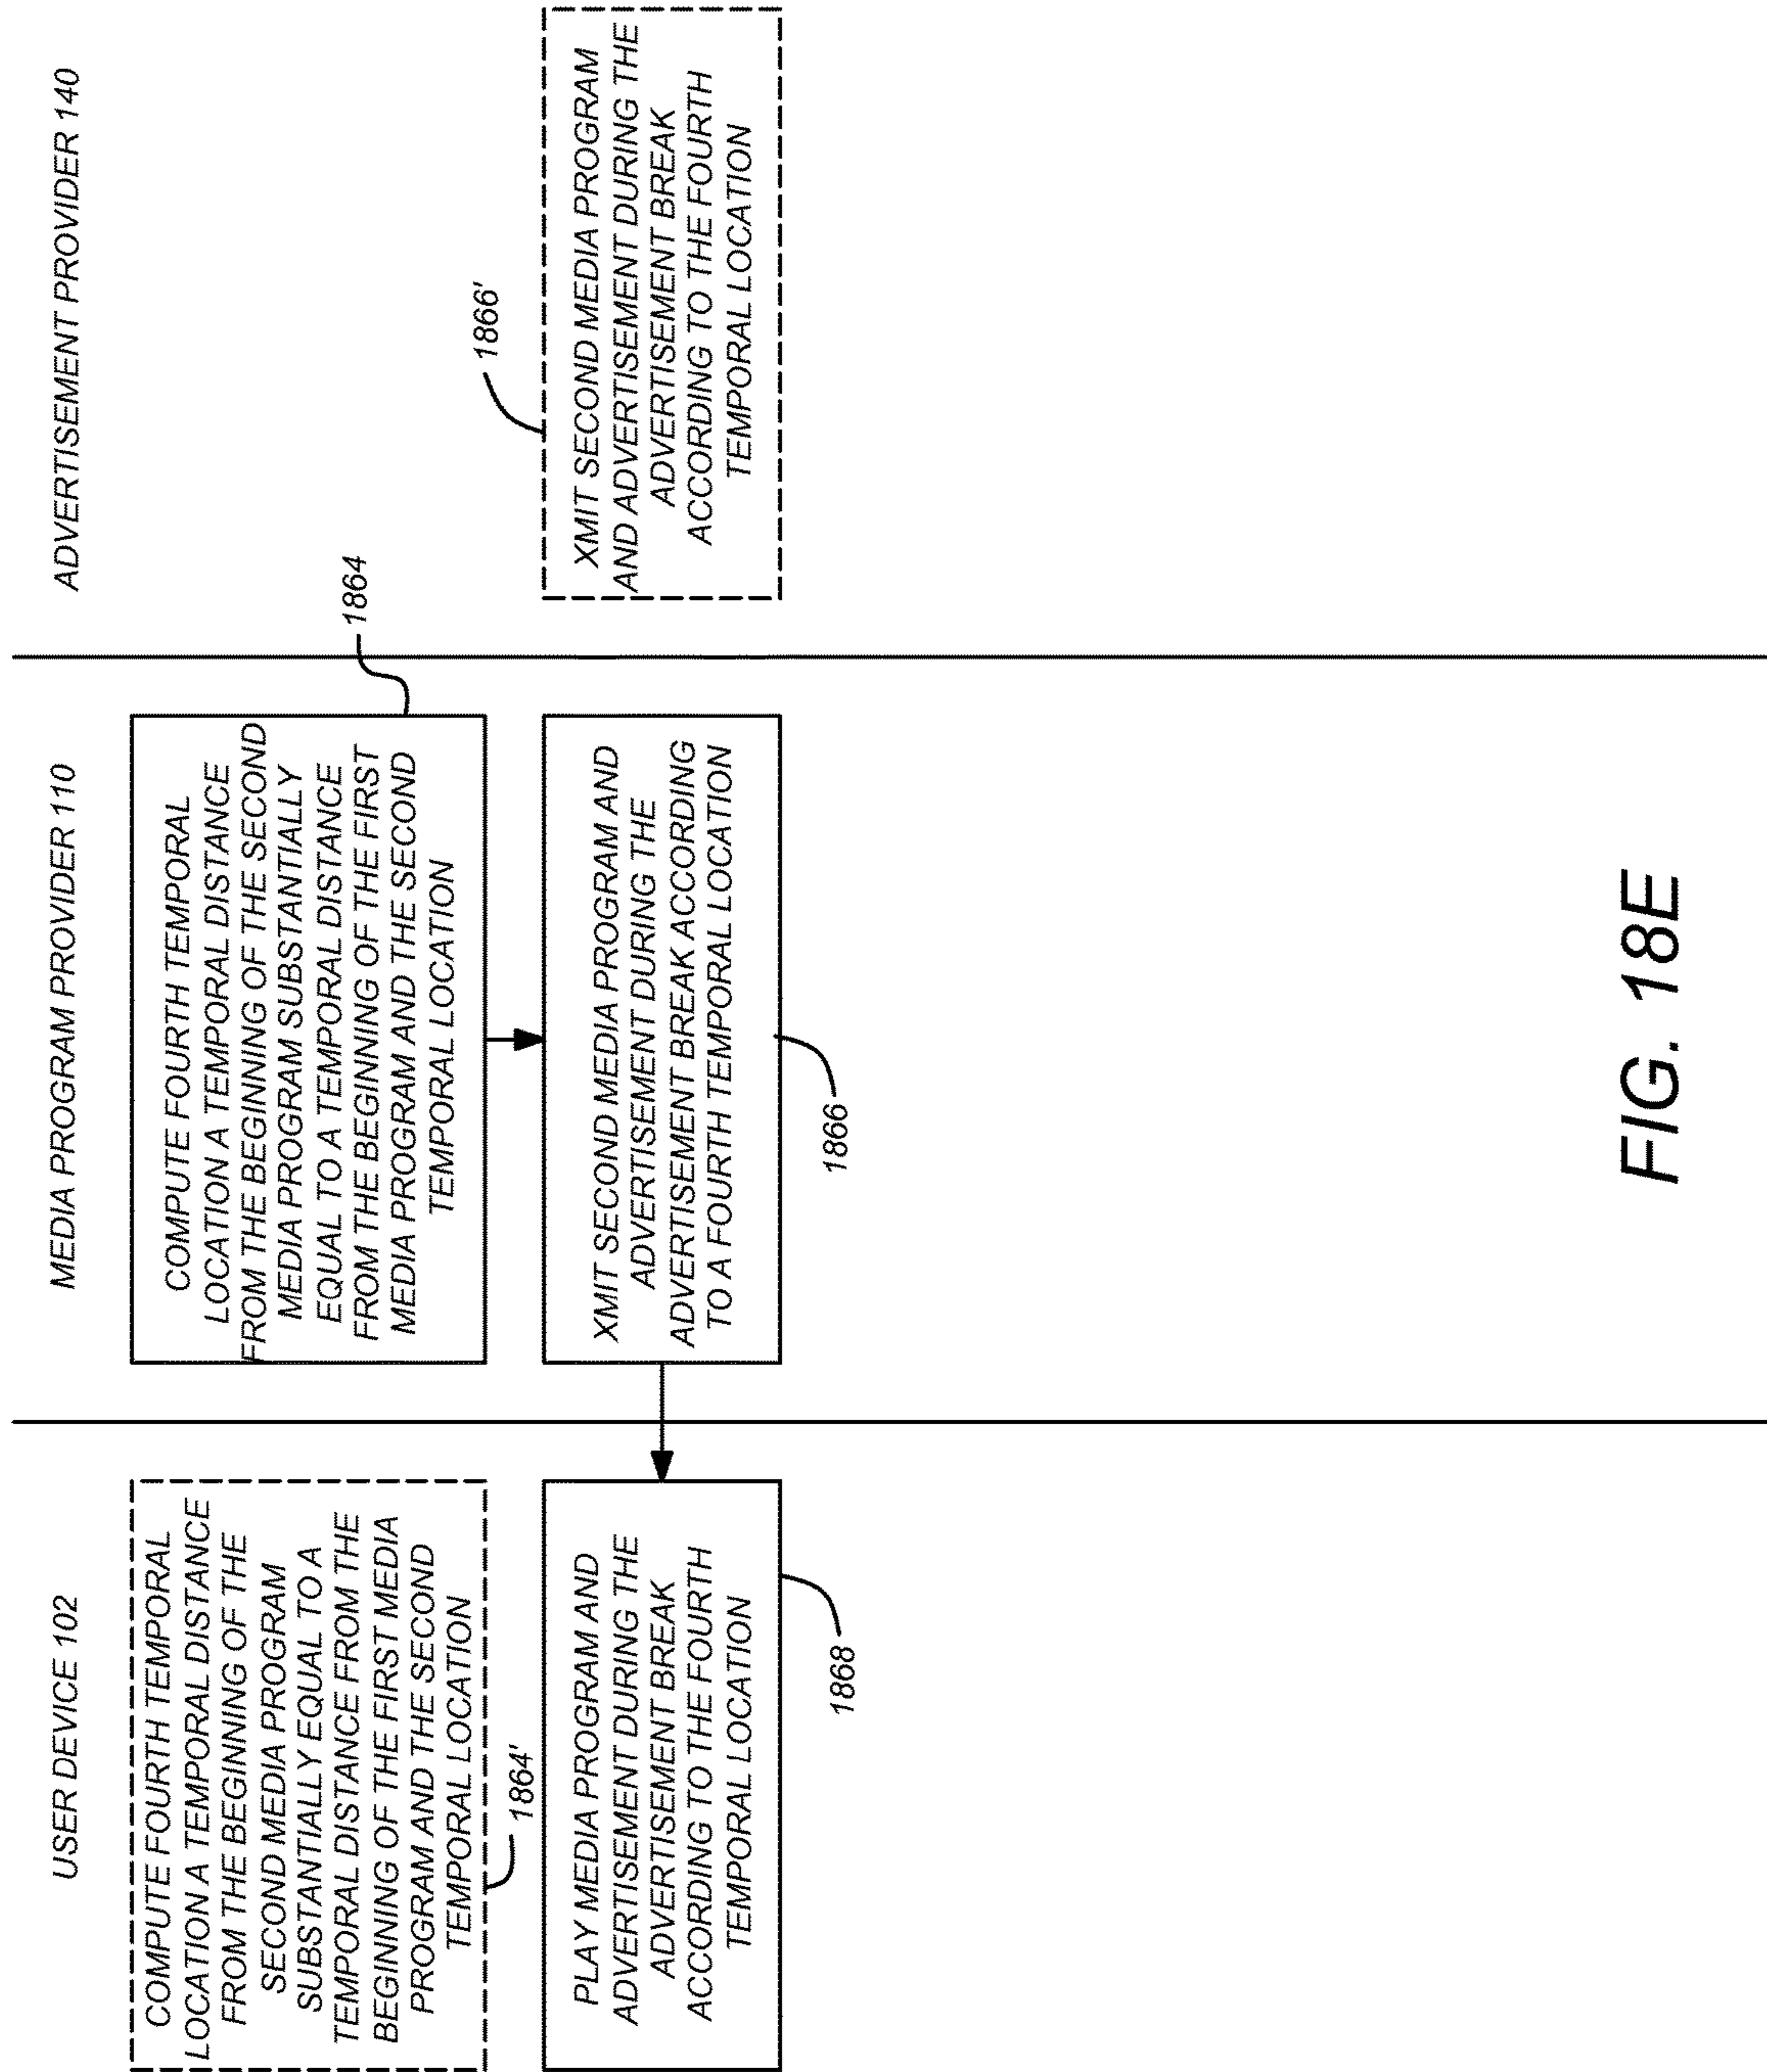 USER DEVICE 102
COMPUTE FOURTH TEMPORAL
LOCATION A TEMPORAL DISTANCE
FROM THE BEGINNING OF THE
SECOND MEDIA PROGRAM
SUBSTANTIALLY EQUAL TO A
TEMPORAL DISTANCE FROM THE
BEGINNING OF THE FIRST MEDIA
PROGRAM AND THE SECOND
TEMPORAL LOCATION
1864'
PLAY MEDIA PROGRAM AND
ADVERTISEMENT DURING THE
ADVERTISEMENT BREAK
ACCORDING TO THE FOURTH
TEMPORAL LOCATION
1868
MEDIA PROGRAM PROVIDER 110
COMPUTE FOURTH TEMPORAL
LOCATION A TEMPORAL DISTANCE
FROM THE BEGINNING OF THE SECOND
MEDIA PROGRAM SUBSTANTIALLY
EQUAL TO A TEMPORAL DISTANCE
FROM THE BEGINNING OF THE FIRST
MEDIA PROGRAM AND THE SECOND
TEMPORAL LOCATION
1864
XMIT SECOND MEDIA PROGRAM AND
ADVERTISEMENT DURING THE
ADVERTISEMENT BREAK ACCORDING
TO A FOURTH TEMPORAL LOCATION
1866
ADVERTISEMENT PROVIDER 140
1866'
XMIT SECOND MEDIA PROGRAM
AND ADVERTISEMENT DURING THE
ADVERTISEMENT BREAK
ACCORDING TO THE FOURTH
TEMPORAL LOCATION
FIG. 18E